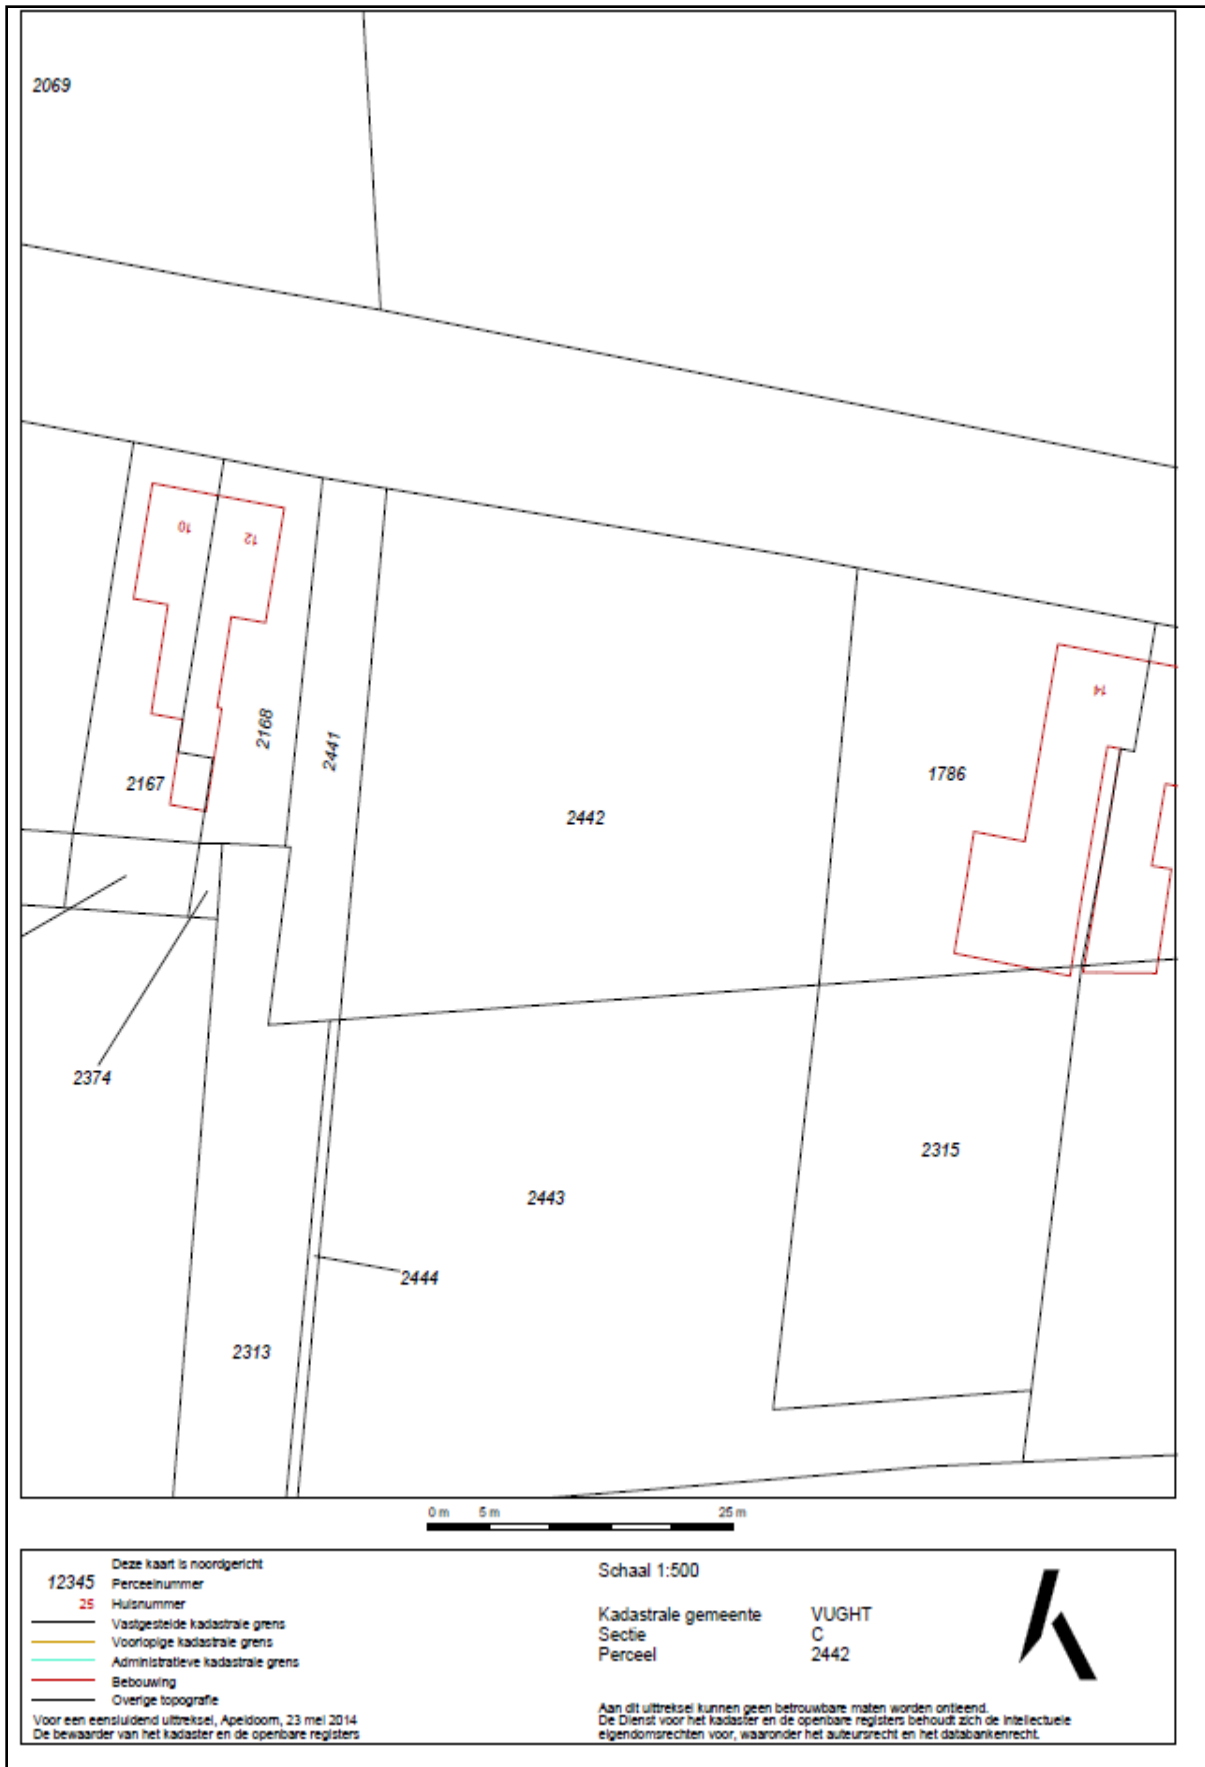 2069
10
12
2168
2441
2167
2442
1786
14
2374
2315
2443
2444
2313
0 m 5 m 25 m
Deze kaart is noordgericht
12345 Perceelnummer
25 Huisnummer
Vastgestelde kadastrale grens
Voorlopige kadastrale grens
Administratieve kadastrale grens
Bebouwing
Overige topografie
Voor een eensluidend uittreksel, Apeldoorn, 23 mei 2014
De bewaarder van het kadaster en de openbare registers
Schaal 1:500
Kadastrale gemeente VUGHT
Sectie C
Perceel 2442
Aan dit uittreksel kunnen geen betrouwbare maten worden ontleend.
De Dienst voor het kadaster en de openbare registers behoudt zich de intellectuele
eigendomsrechten voor, waaronder het auteursrecht en het databankenrecht.